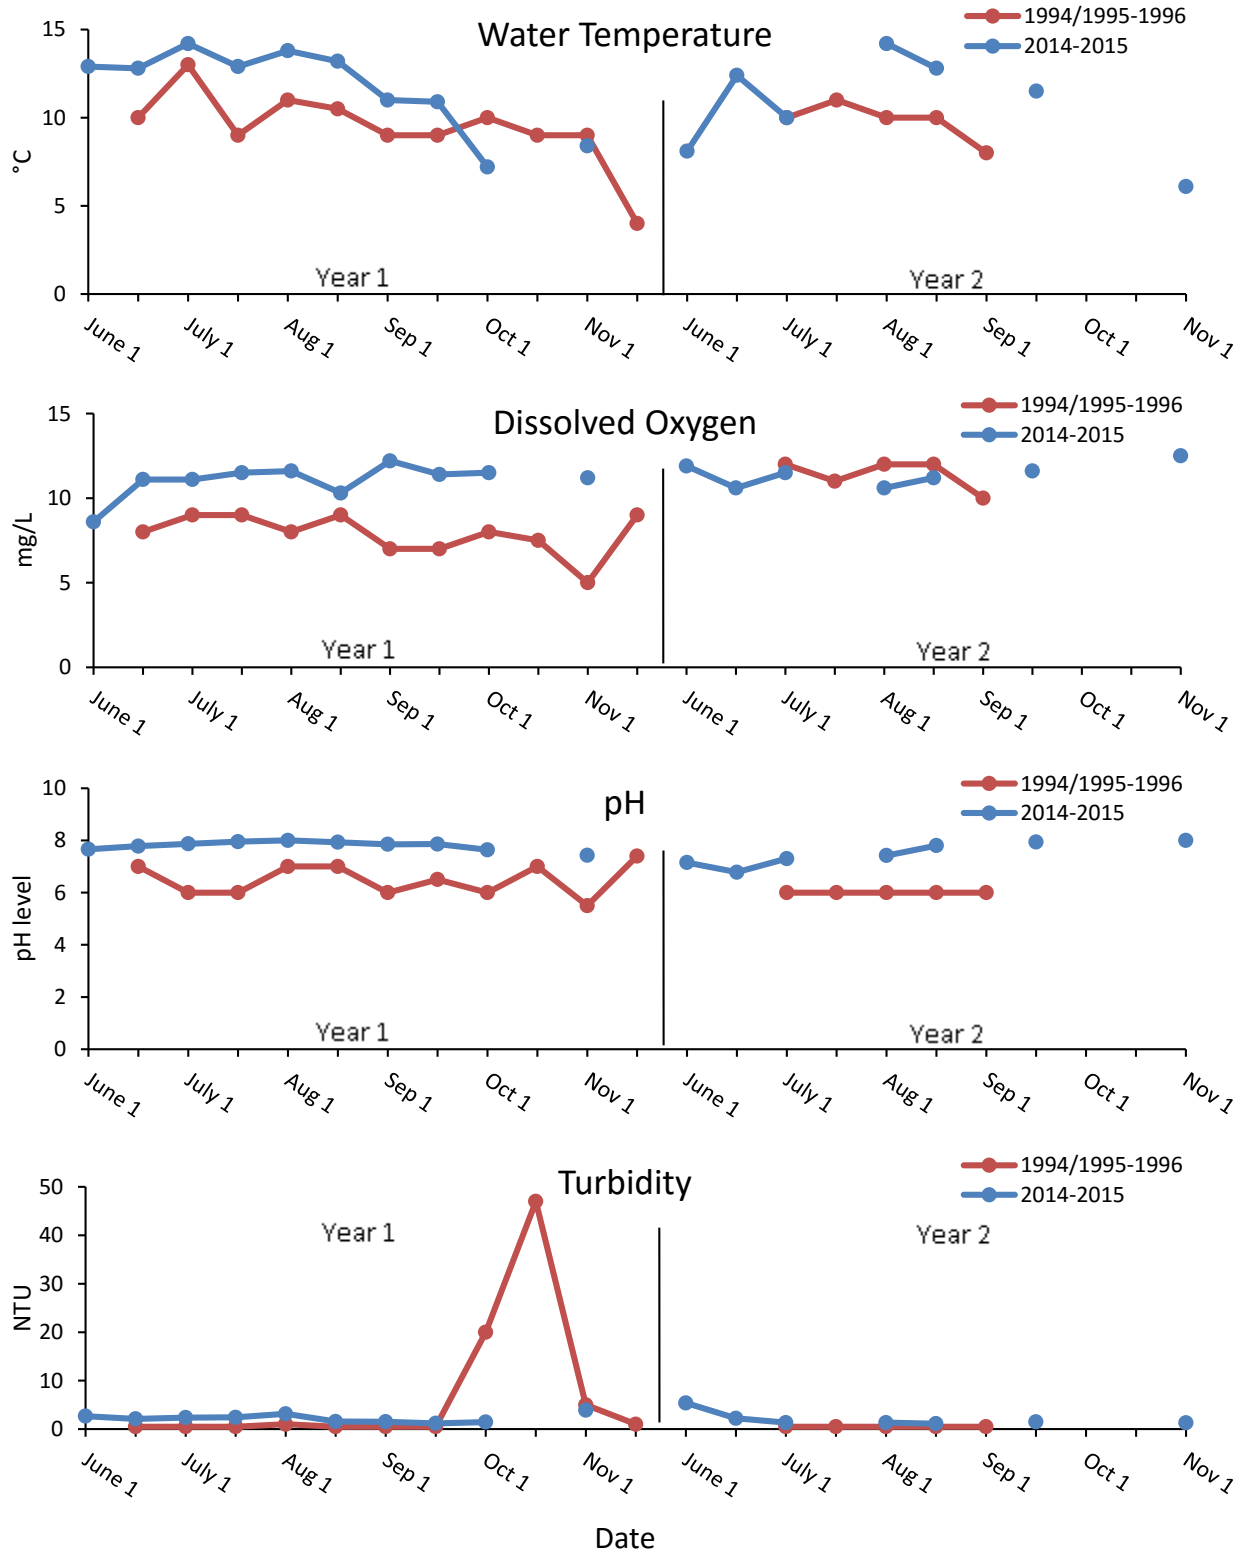 Water Temperature
1994/1995-1996
2014-2015
15
10
5
0
°C
Year 1
Year 2
June 1
July 1
Aug 1
Sep 1
Oct 1
Nov 1
June 1
July 1
Aug 1
Sep 1
Oct 1
Nov 1
Dissolved Oxygen
1994/1995-1996
2014-2015
15
10
5
0
mg/L
Year 1
Year 2
June 1
July 1
Aug 1
Sep 1
Oct 1
Nov 1
June 1
July 1
Aug 1
Sep 1
Oct 1
Nov 1
pH
1994/1995-1996
2014-2015
10
8
6
4
2
0
pH level
Year 1
Year 2
June 1
July 1
Aug 1
Sep 1
Oct 1
Nov 1
June 1
July 1
Aug 1
Sep 1
Oct 1
Nov 1
Turbidity
1994/1995-1996
2014-2015
50
40
30
20
10
0
NTU
Year 1
Year 2
June 1
July 1
Aug 1
Sep 1
Oct 1
Nov 1
June 1
July 1
Aug 1
Sep 1
Oct 1
Nov 1
Date